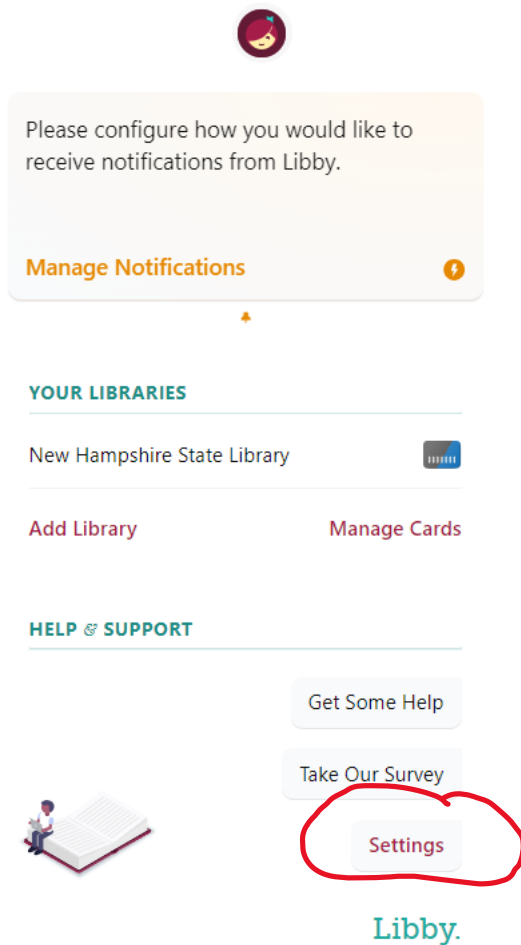 Please configure how you would like to
receive notifications from Libby.
Manage Notifications
YOUR LIBRARIES
New Hampshire State Library
Add Library
Manage Cards
HELP & SUPPORT
Get Some Help
Take Our Survey
Settings
Libby.